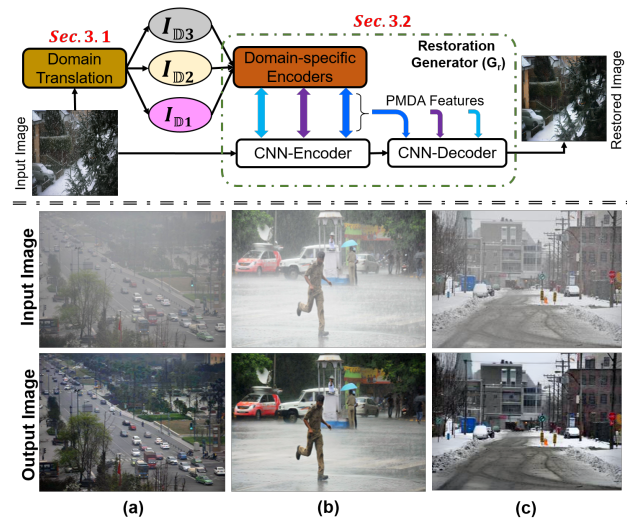 Sec. 3.1
Sec. 3.2
Domain
Translation
I𝔻3
I𝔻2
I𝔻1
Domain-specific
Encoders
Restoration
Generator (Gr)
PMDA Features
CNN-Encoder
CNN-Decoder
Input Image
Restored Image
Input Image
Output Image
(a)
(b)
(c)